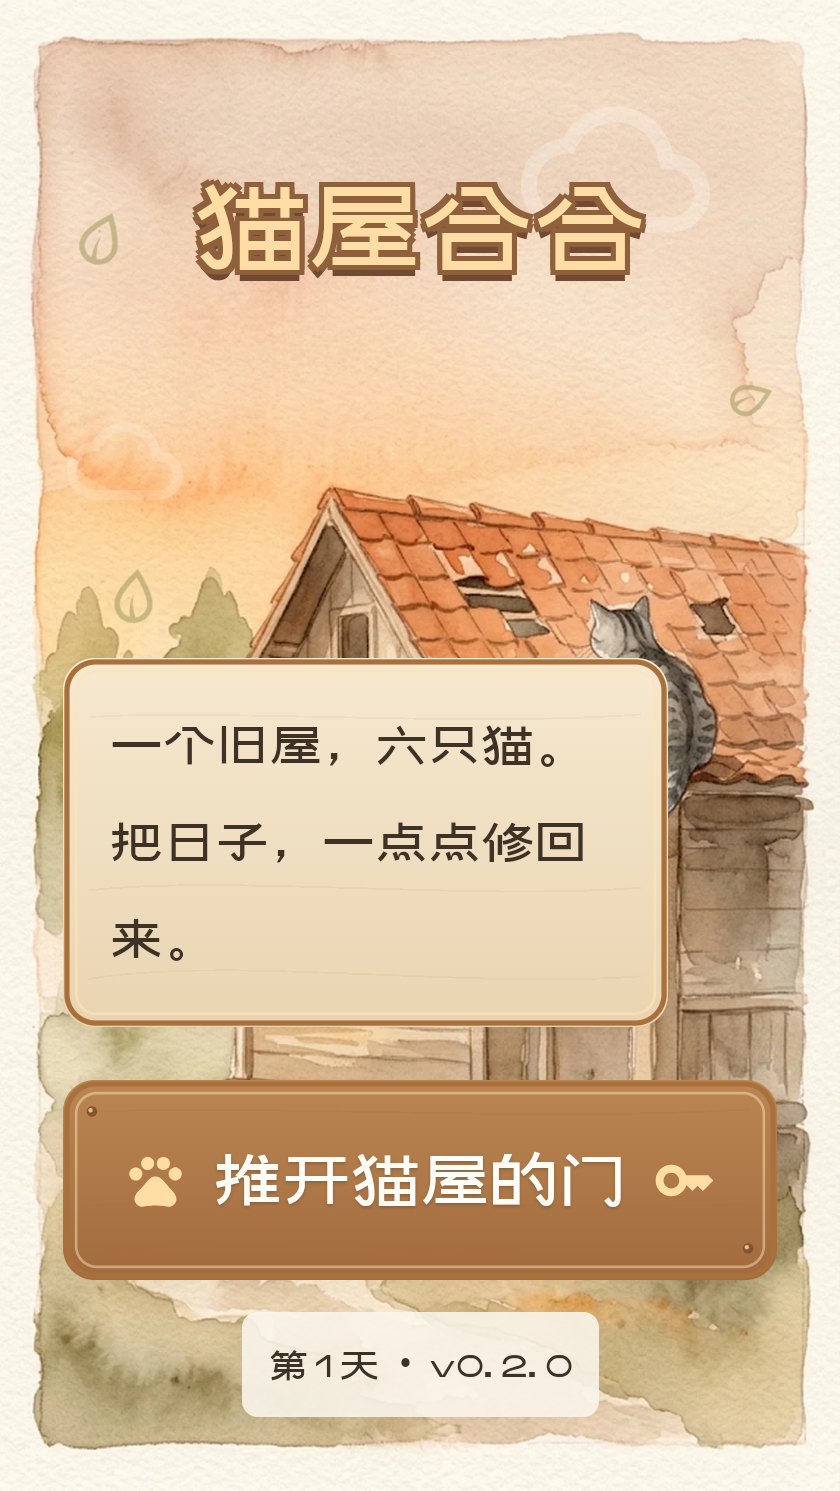 猫屋合合
一个旧屋，六只猫。
把日子，一点点修回
来。
推开猫屋的门
第1天 • v0.2.0